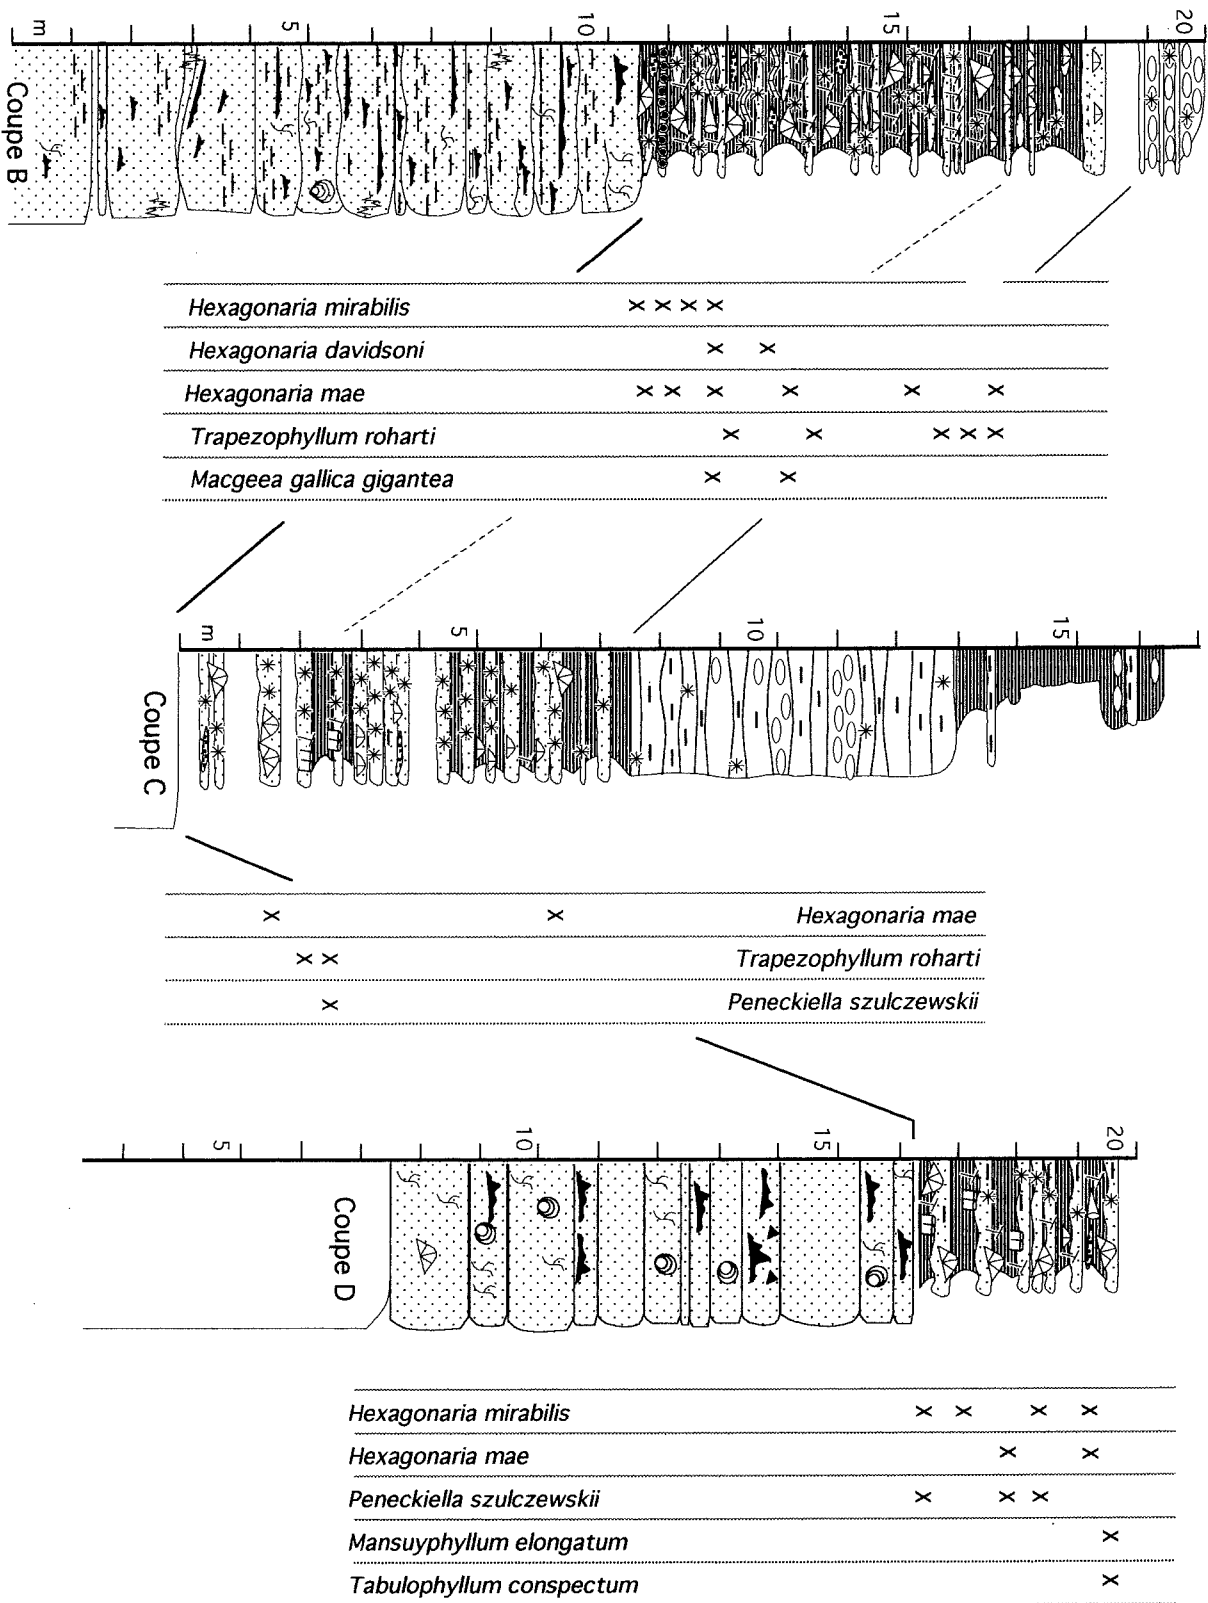 m 5 10 15 20
Coupe B
Hexagonaria mirabilis x x x x
Hexagonaria davidsoni x x
Hexagonaria mae x x x x x x
Trapezophyllum roharti x x x x x
Macgeea gallica gigantea x x
m 5 10 15
Coupe C
x x Hexagonaria mae
x x Trapezophyllum roharti
x Peneckiella szulczewskii
5 10 15 20
Coupe D
Hexagonaria mirabilis x x x x
Hexagonaria mae x x
Peneckiella szulczewskii x x x
Mansuyphyllum elongatum x
Tabulophyllum conspectum x